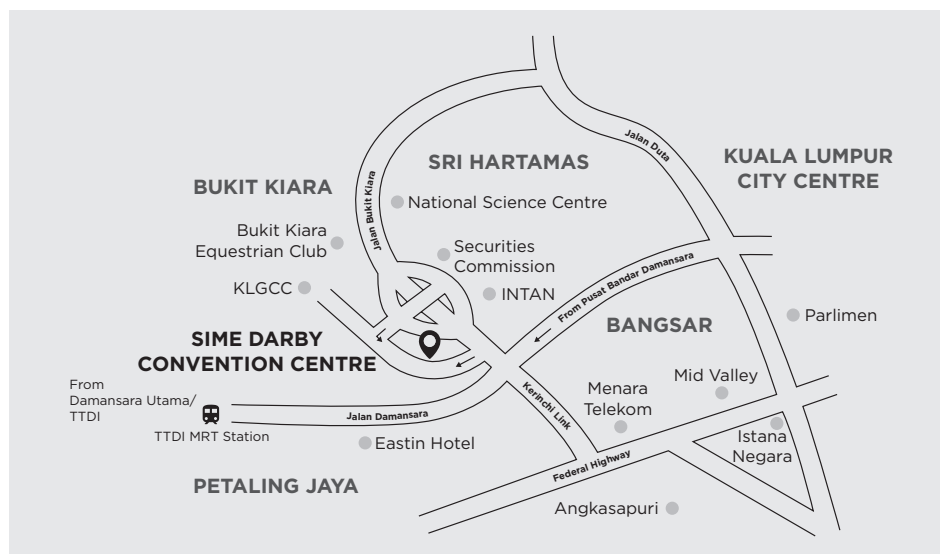 Jalan Duta
KUALA LUMPUR
CITY CENTRE
SRI HARTAMAS
BUKIT KIARA
Jalan Bukit Kiara
National Science Centre
Bukit Kiara
Equestrian Club
Securities
Commission
KLGCC
INTAN
From Pusat Bandar Damansara
BANGSAR
Parlimen
SIME DARBY
CONVENTION CENTRE
From
Damansara Utama/
TTDI
TTDI MRT Station
Jalan Damansara
Kerinchi Link
Menara
Telekom
Mid Valley
Eastin Hotel
Istana
Negara
Federal Highway
PETALING JAYA
Angkasapuri